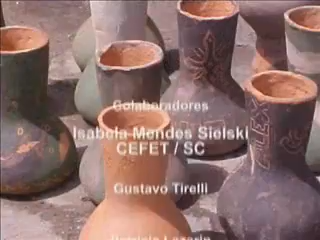 Colaboradores
Isabela Mendes Sielski
CEFET / SC
Gustavo Tirelli